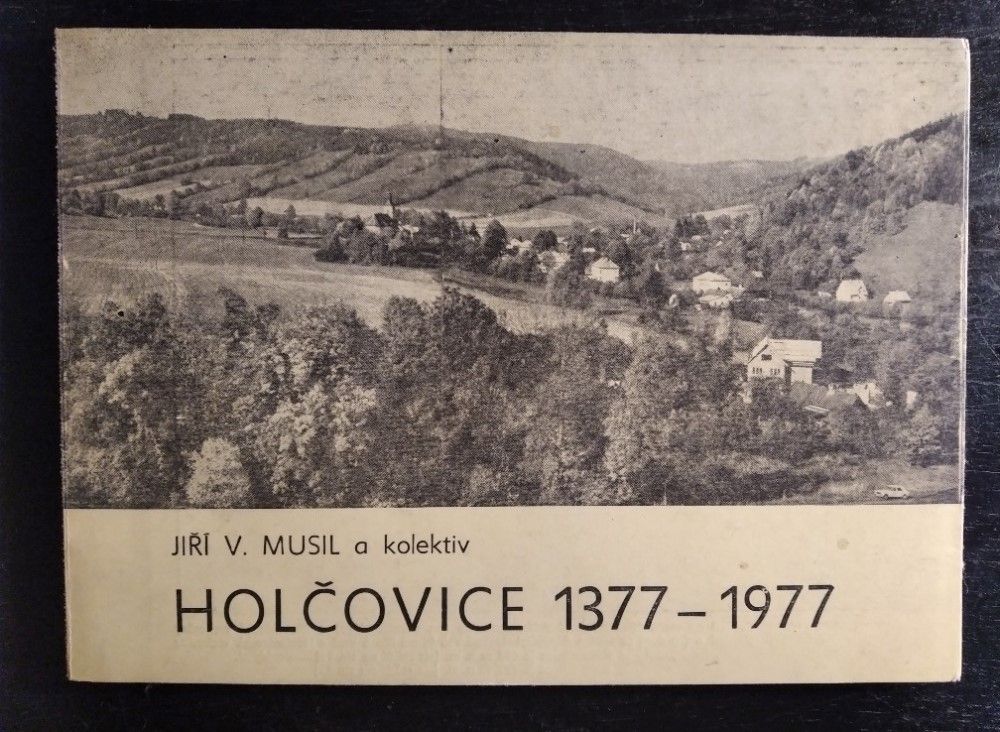 JIŘÍ V. MUSIL a kolektiv
HOLČOVICE 1377 – 1977